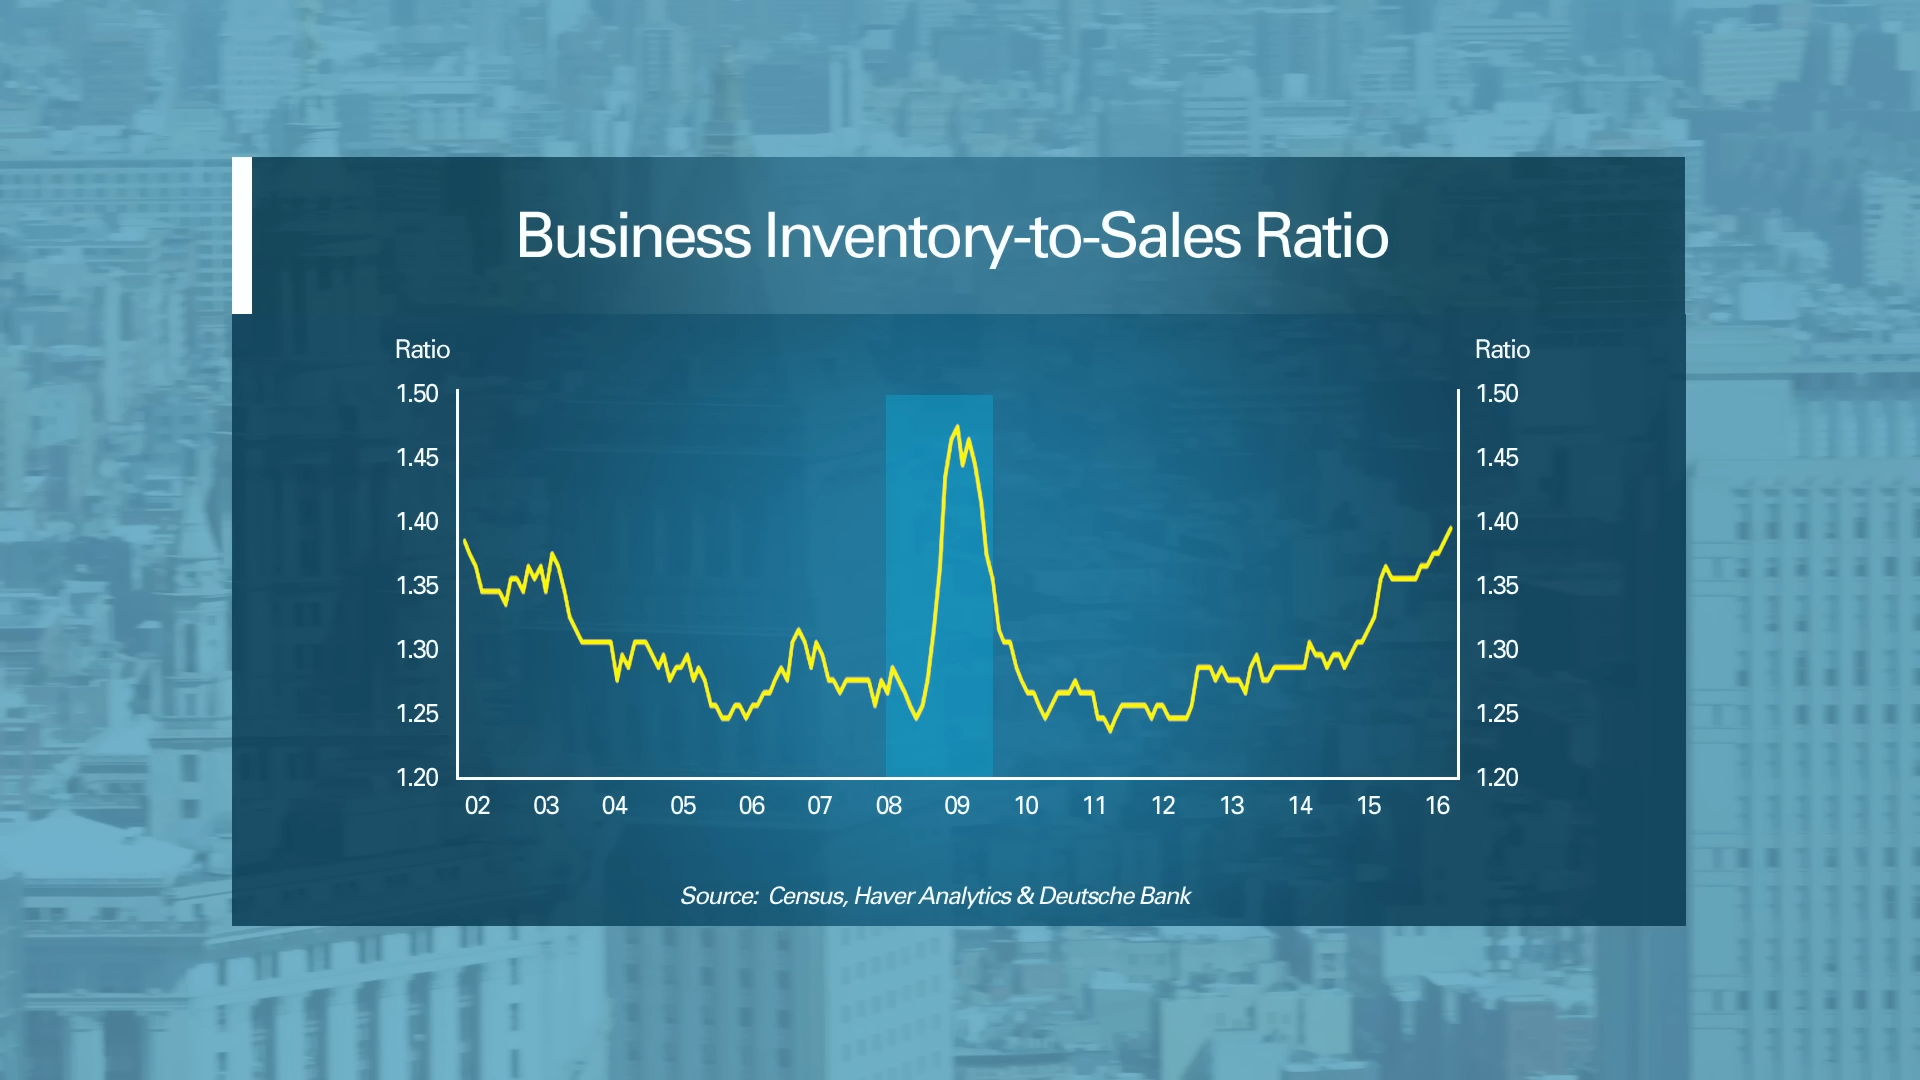 Business Inventory-to-Sales Ratio
Ratio Ratio
1.50 1.50
1.45 1.45
1.40 1.40
1.35 1.35
1.30 1.30
1.25 1.25
1.20 1.20
02 03 04 05 06 07 08 09 10 11 12 13 14 15 16
Source: Census, Haver Analytics & Deutsche Bank